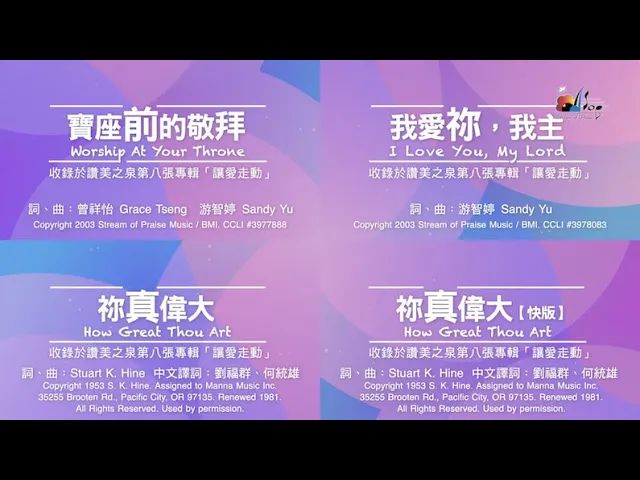 寶座前的敬拜
Worship At Your Throne
收錄於讚美之泉第八張專輯「讓愛走動」
詞、曲：曾祥怡 Grace Tseng 游智婷 Sandy Yu
Copyright 2003 Stream of Praise Music / BMI. CCLI #3977888
我愛祢，我主
I Love You, My Lord
收錄於讚美之泉第八張專輯「讓愛走動」
詞、曲：游智婷 Sandy Yu
Copyright 2003 Stream of Praise Music / BMI. CCLI #3978083
祢真偉大
How Great Thou Art
收錄於讚美之泉第八張專輯「讓愛走動」
詞、曲：Stuart K. Hine 中文譯詞：劉福群、何統雄
Copyright 1953 S. K. Hine. Assigned to Manna Music Inc.
35255 Brooten Rd., Pacific City, OR 97135. Renewed 1981.
All Rights Reserved. Used by permission.
祢真偉大【快版】
How Great Thou Art
收錄於讚美之泉第八張專輯「讓愛走動」
詞、曲：Stuart K. Hine 中文譯詞：劉福群、何統雄
Copyright 1953 S. K. Hine. Assigned to Manna Music Inc.
35255 Brooten Rd., Pacific City, OR 97135. Renewed 1981.
All Rights Reserved. Used by permission.